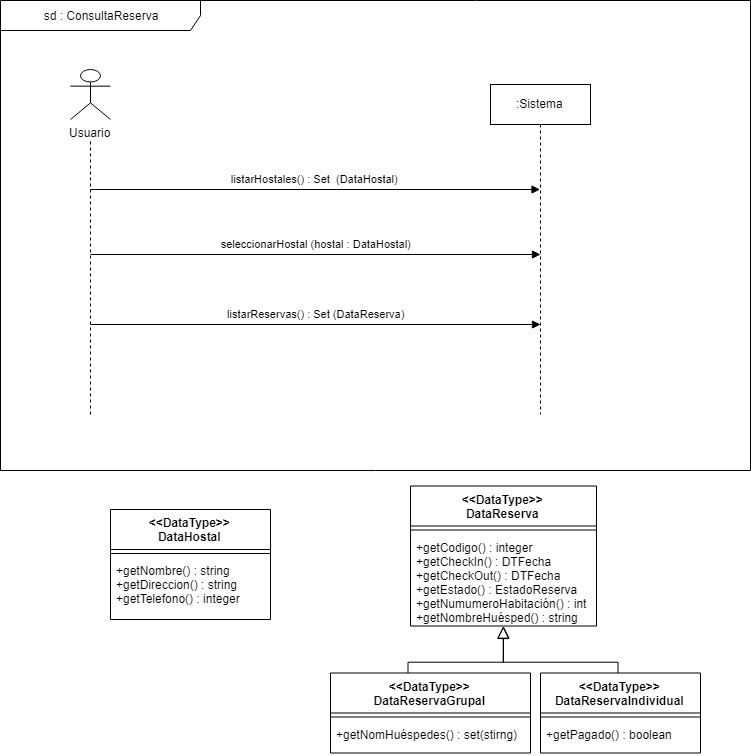 sd : ConsultaReserva
Usuario
:Sistema
listarHostales() : Set  (DataHostal)
seleccionarHostal (hostal : DataHostal)
listarReservas() : Set (DataReserva)
<<DataType>>
DataHostal
+getNombre() : string
+getDireccion() : string
+getTelefono() : integer
<<DataType>>
DataReserva
+getCodigo() : integer
+getCheckIn() : DTFecha
+getCheckOut() : DTFecha
+getEstado() : EstadoReserva
+getNumumeroHabitación() : int
+getNombreHuésped() : string
<<DataType>>
DataReservaGrupal
+getNomHuéspedes() : set(stirng)
<<DataType>>
DataReservaIndividual
+getPagado() : boolean